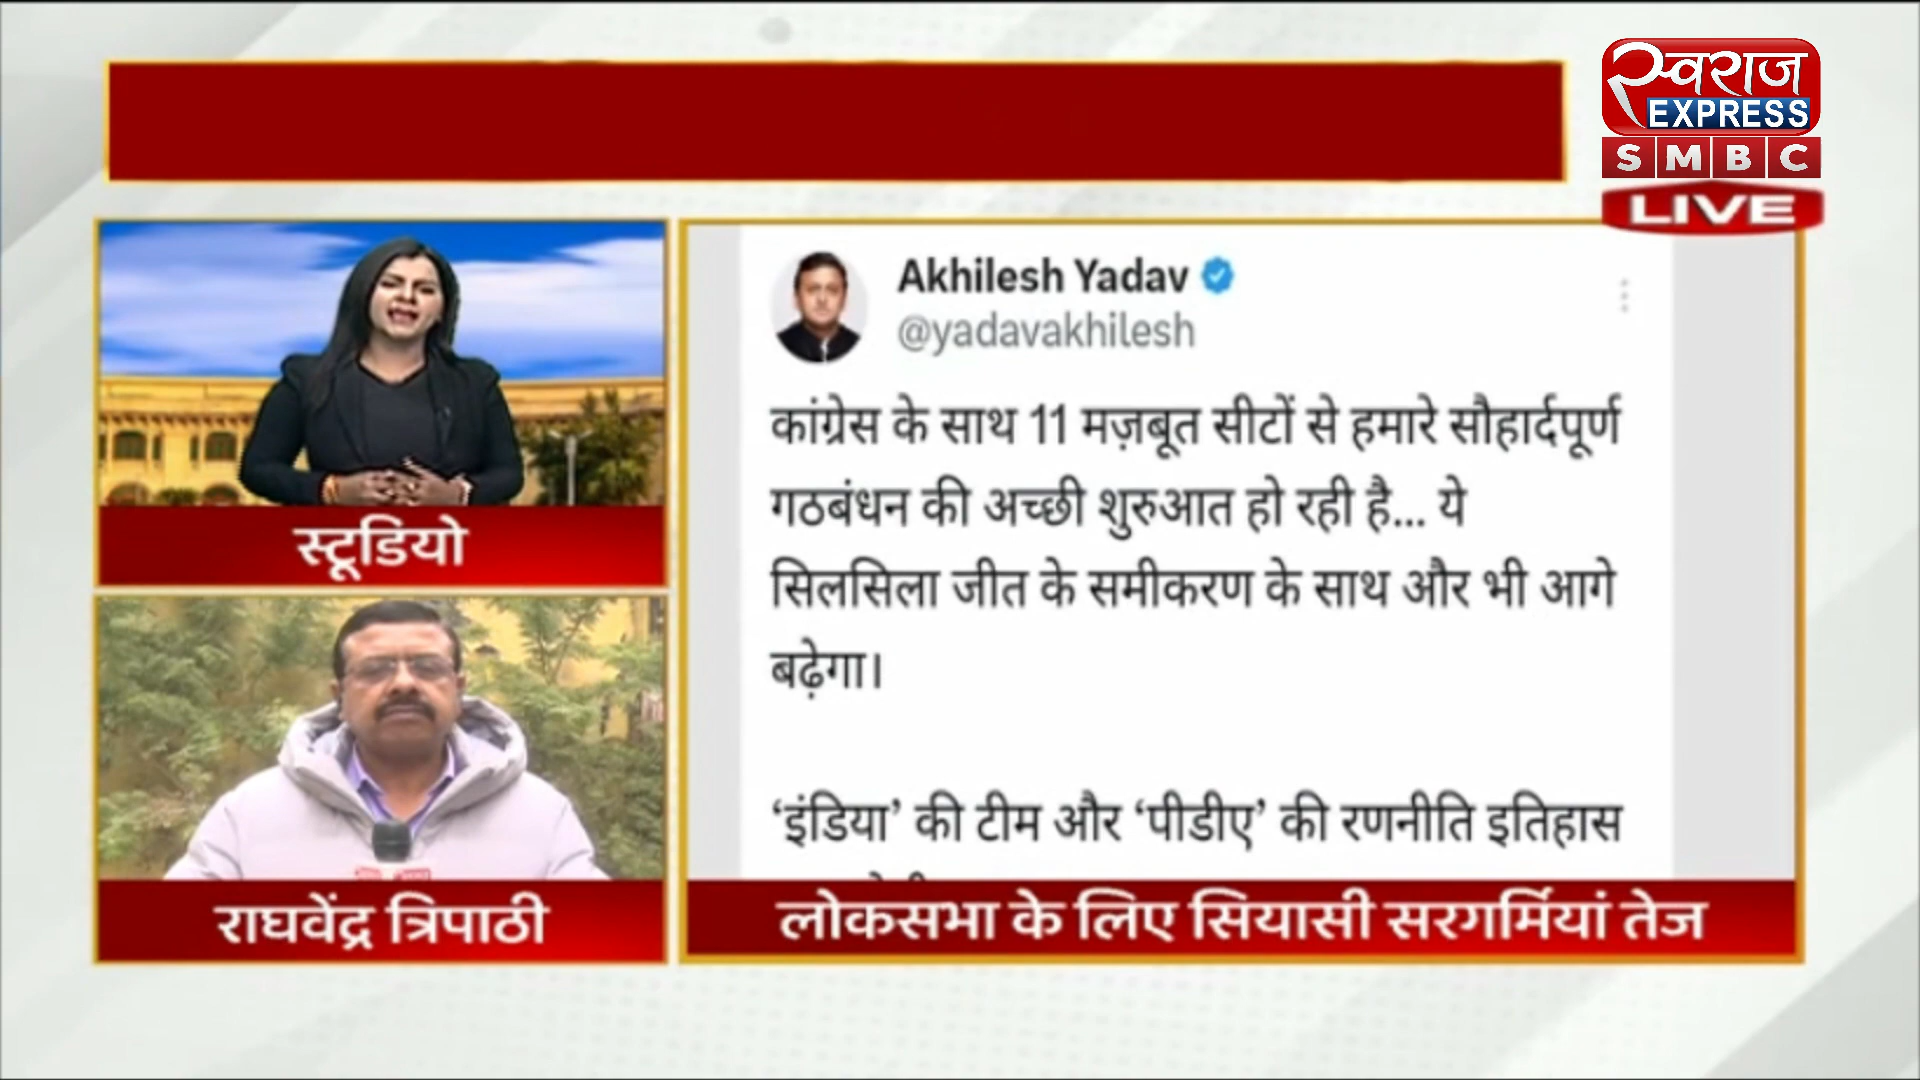 स्वराज
EXPRESS
SMBC
LIVE
Akhilesh Yadav
@yadavakhilesh
कांग्रेस के साथ 11 मज़बूत सीटों से हमारे सौहार्दपूर्ण
गठबंधन की अच्छी शुरुआत हो रही है... ये
सिलसिला जीत के समीकरण के साथ और भी आगे
बढ़ेगा।
‘इंडिया’ की टीम और ‘पीडीए’ की रणनीति इतिहास
स्टूडियो
राघवेंद्र त्रिपाठी
लोकसभा के लिए सियासी सरगर्मियां तेज